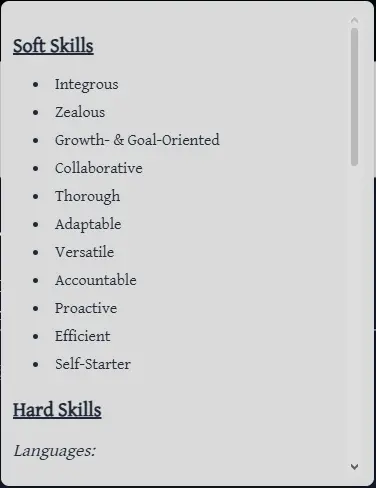 Soft Skills
Integrous
Zealous
Growth- & Goal-Oriented
Collaborative
Thorough
Adaptable
Versatile
Accountable
Proactive
Efficient
Self-Starter
Hard Skills
Languages: